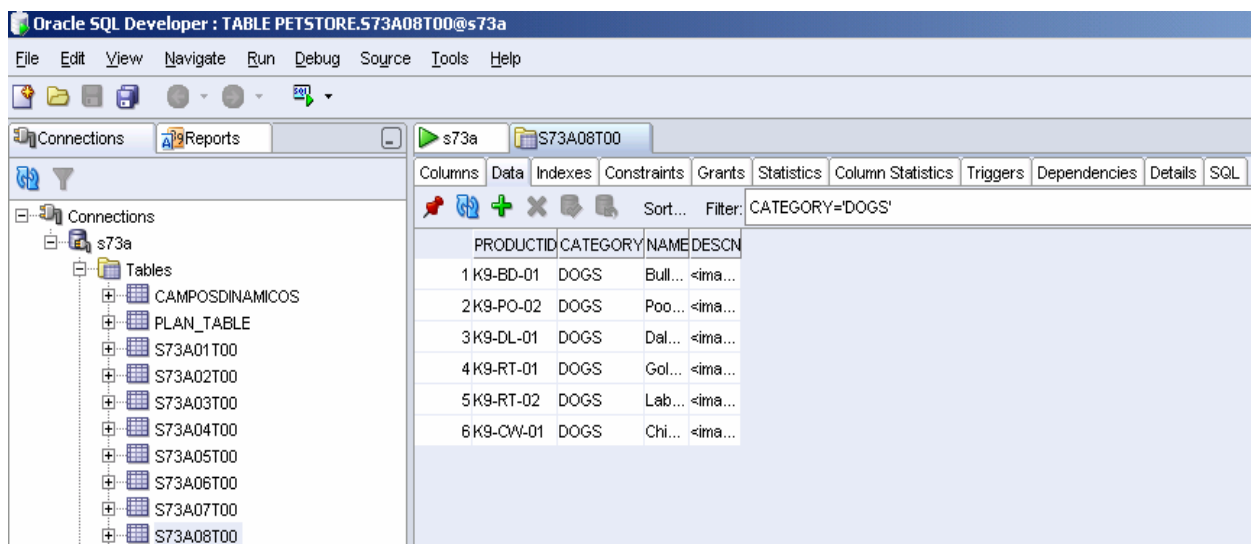 Oracle SQL Developer : TABLE PETSTORE.S73A08T00@s73a
File Edit View Navigate Run Debug Source Tools Help
Connections Reports
s73a S73A08T00
Columns Data Indexes Constraints Grants Statistics Column Statistics Triggers Dependencies Details SQL
Sort... Filter: CATEGORY='DOGS'
Connections
s73a
Tables
CAMPOSDINAMICOS
PLAN_TABLE
S73A01T00
S73A02T00
S73A03T00
S73A04T00
S73A05T00
S73A06T00
S73A07T00
S73A08T00
PRODUCTID CATEGORY NAME DESCN
1 K9-BD-01 DOGS Bull... <ima...
2 K9-PO-02 DOGS Poo... <ima...
3 K9-DL-01 DOGS Dal... <ima...
4 K9-RT-01 DOGS Gol... <ima...
5 K9-RT-02 DOGS Lab... <ima...
6 K9-CW-01 DOGS Chi... <ima...